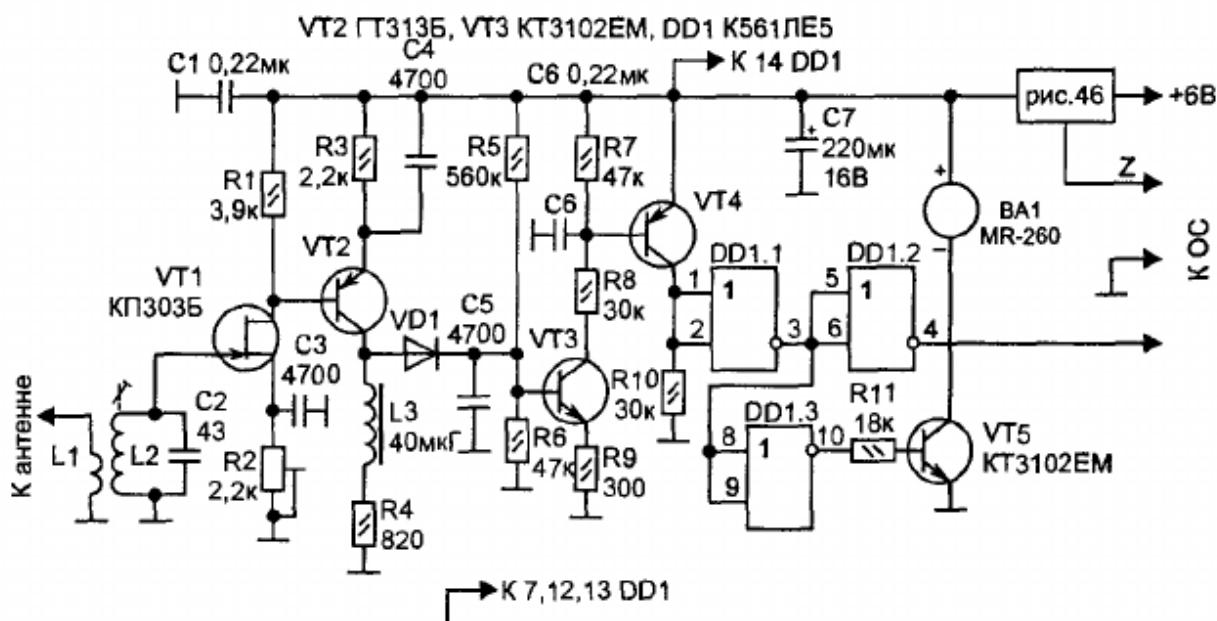 VT2 ГТ313Б, VT3 КТ3102ЕМ, DD1 К561ЛЕ5
C1 0,22мк
C4
4700
C6 0,22мк
К 14 DD1
рис.46
+6В
R1
3,9к
R3
2,2к
R5
560к
R7
47к
C7
+
220мк
16В
Z
+
BA1
MR-260
−
К ОС
VT1
КП303Б
VT2
C6
VT4
R8
30к
DD1.1
1
1
2
3
DD1.2
1
5
6
4
VD1
C5
4700
VT3
C3
4700
К антенне
L1
L2
C2
43
R2
2,2к
L3
40мкГ
R4
820
R6
47к
R9
300
R10
30к
DD1.3
1
8
9
10
R11
18к
VT5
КТ3102ЕМ
К 7,12,13 DD1